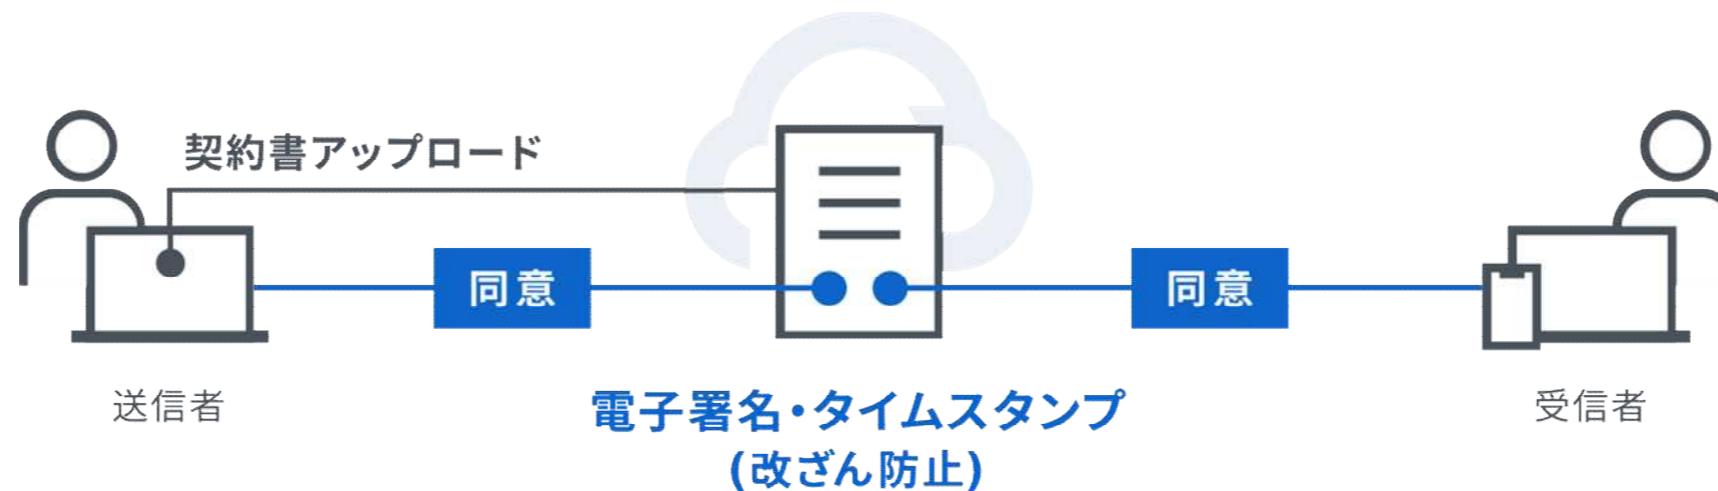 契約書アップロード
同意
同意
送信者
電子署名・タイムスタンプ
(改ざん防止)
受信者